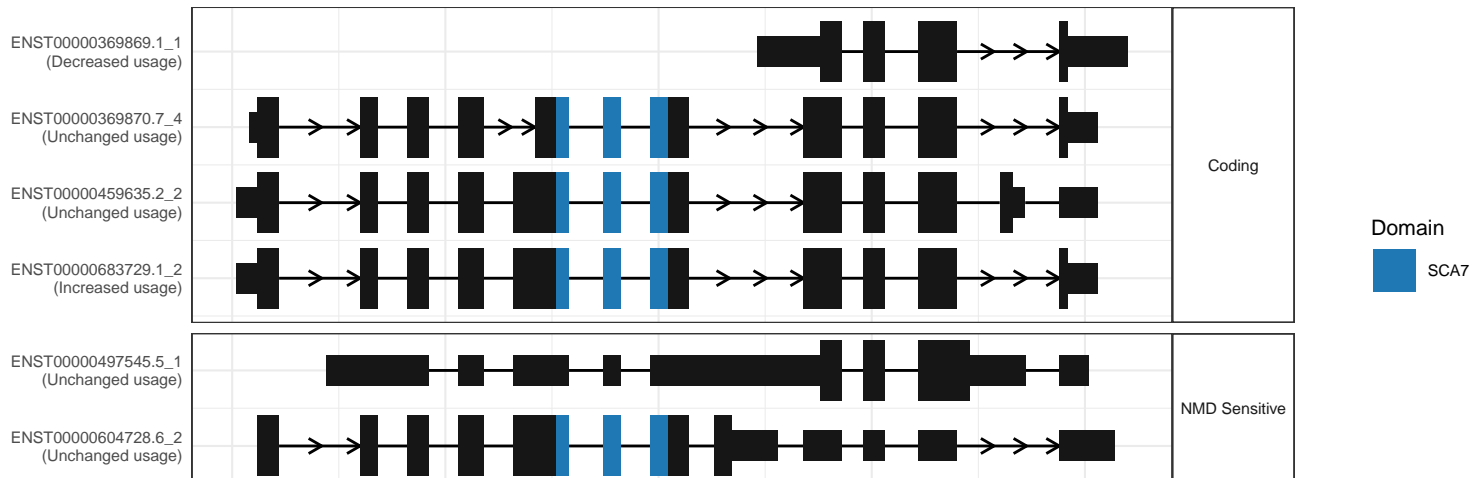 ENST00000369869.1_1
(Decreased usage)
ENST00000369870.7_4
(Unchanged usage)
ENST00000459635.2_2
(Unchanged usage)
ENST00000683729.1_2
(Increased usage)
Coding
ENST00000497545.5_1
(Unchanged usage)
ENST00000604728.6_2
(Unchanged usage)
NMD Sensitive
Domain
SCA7